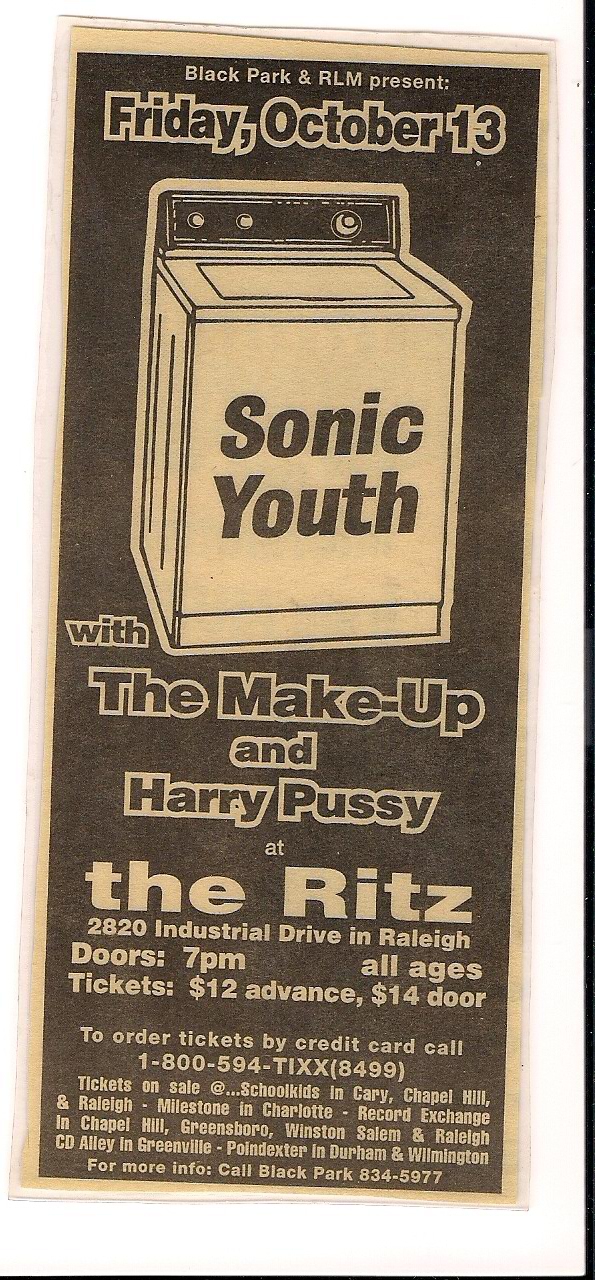 Black Park & RLM present:
Friday, October 13
Sonic
Youth
with
The Make-Up
and
Harry Pussy
at
the Ritz
2820 Industrial Drive in Raleigh
Doors: 7pm all ages
Tickets: $12 advance, $14 door
To order tickets by credit card call
1-800-594-TIXX(8499)
Tickets on sale @...Schoolkids in Cary, Chapel Hill,
& Raleigh - Milestone in Charlotte - Record Exchange
in Chapel Hill, Greensboro, Winston Salem & Raleigh
CD Alley in Greenville - Poindexter in Durham & Wilmington
For more info: Call Black Park 834-5977